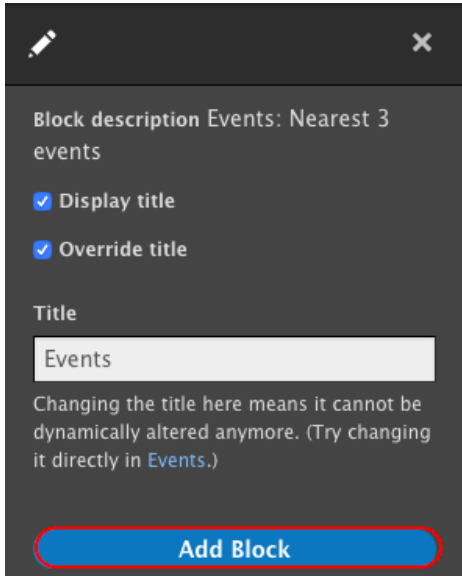 Block description Events: Nearest 3
events
Display title
Override title
Title
Events
Changing the title here means it cannot be
dynamically altered anymore. (Try changing
it directly in Events.)
Add Block